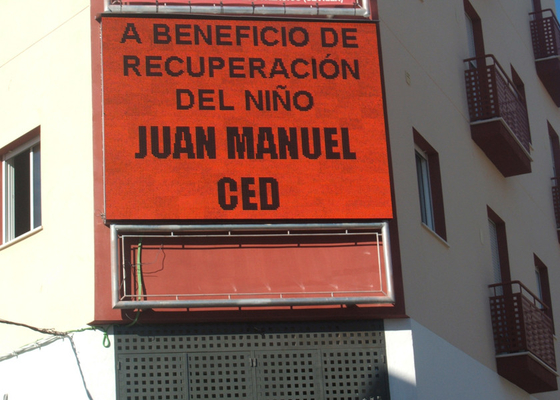 A BENEFICIO DE
RECUPERACIÓN
DEL NIÑO
JUAN MANUEL
CED